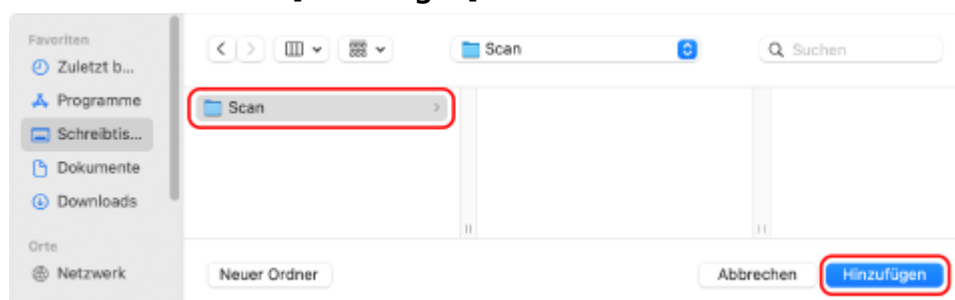 Favoriten
Zuletzt b...
Programme
Schreibtis...
Dokumente
Downloads
Orte
Netzwerk
Scan
Suchen
Scan
Neuer Ordner
Abbrechen
Hinzufügen